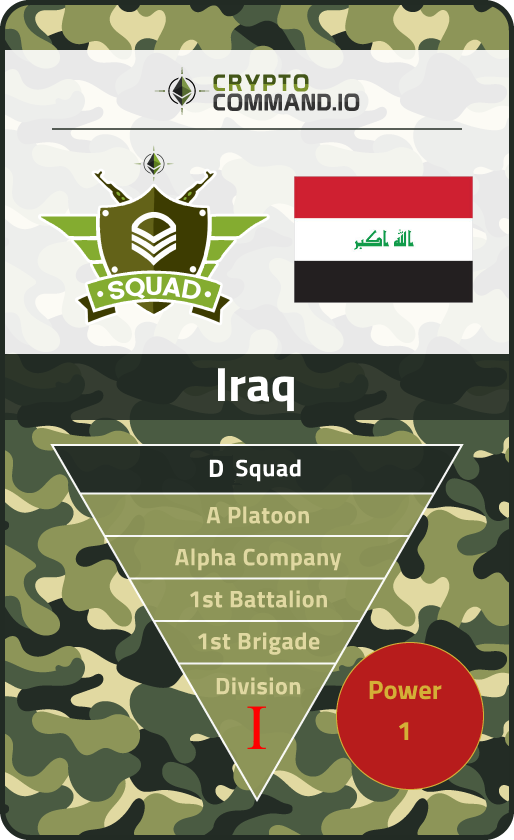 CRYPTO
COMMAND.IO
SQUAD
الله اكبر
Iraq
D Squad
A Platoon
Alpha Company
1st Battalion
1st Brigade
Division
I
Power
1